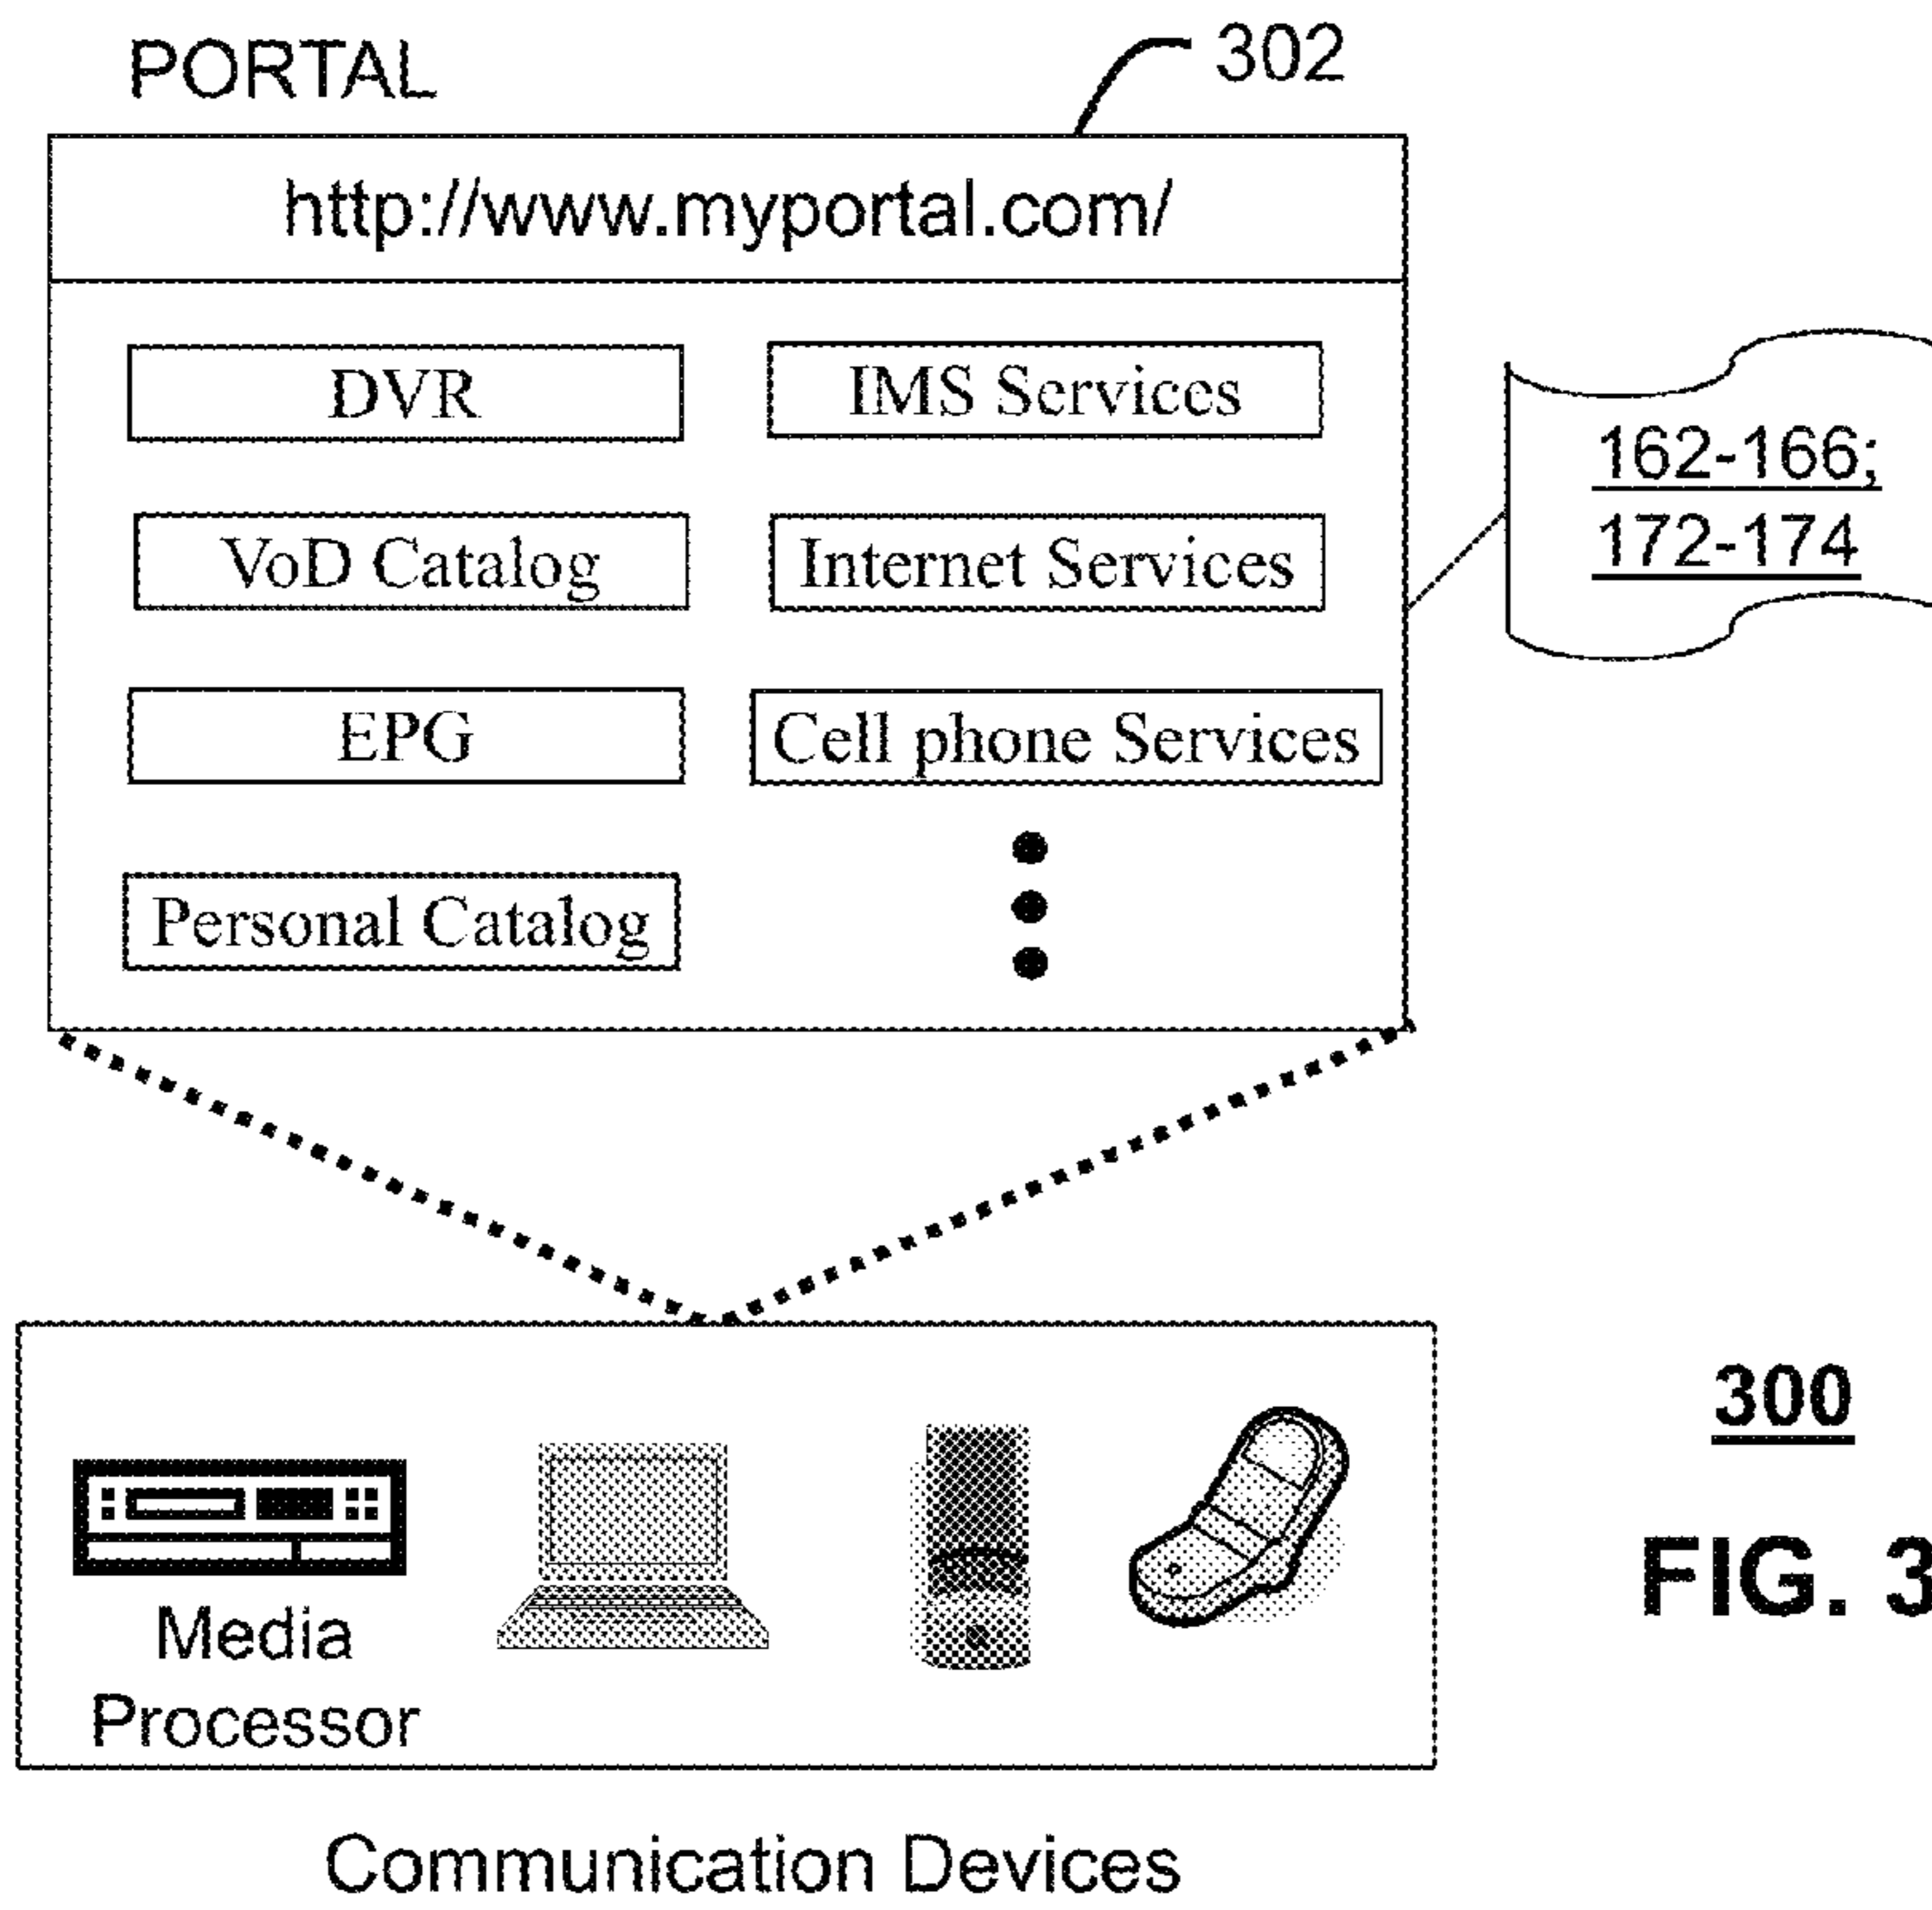 PORTAL
302
http://www.myportal.com/
DVR
IMS Services
162-166;
172-174
VoD Catalog
Internet Services
EPG
Cell phone Services
Personal Catalog
300
FIG. 3
Media
Processor
Communication Devices